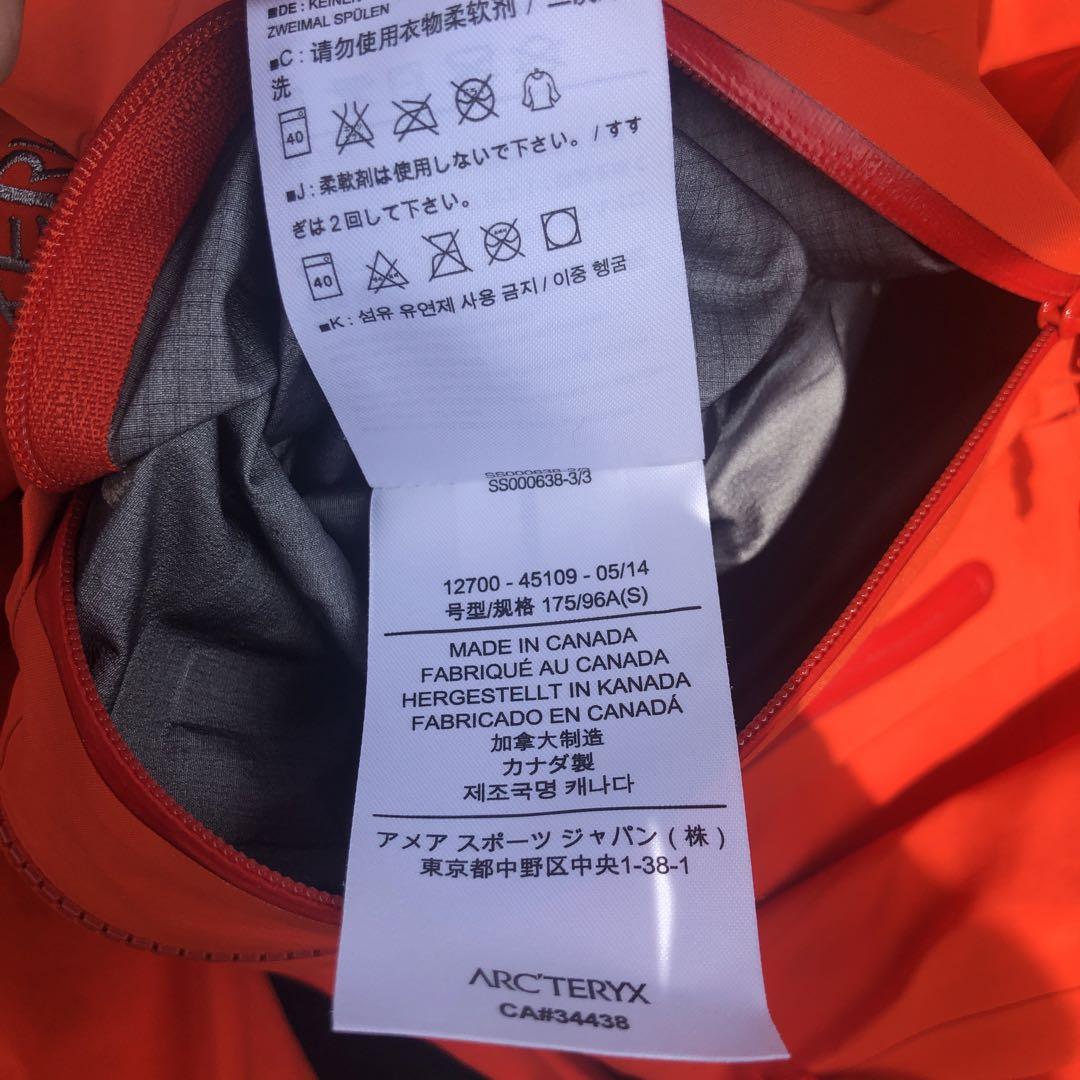 ■DE: KEINEN
ZWEIMAL SPÜLEN
■C: 请勿使用衣物柔软剂 / 二次
洗
40
■J: 柔軟剤は使用しないで下さい。/ すす
ぎは2回して下さい。
40
■K: 섬유 유연제 사용 금지 / 이중 헹굼
SS000638-3/3
SS000638-3/3
12700 - 45109 - 05/14
号型/规格 175/96A(S)
MADE IN CANADA
FABRIQUÉ AU CANADA
HERGESTELLT IN KANADA
FABRICADO EN CANADÁ
加拿大制造
カナダ製
제조국명 캐나다
アメア スポーツ ジャパン ( 株 )
東京都中野区中央1-38-1
ARC'TERYX
CA#34438